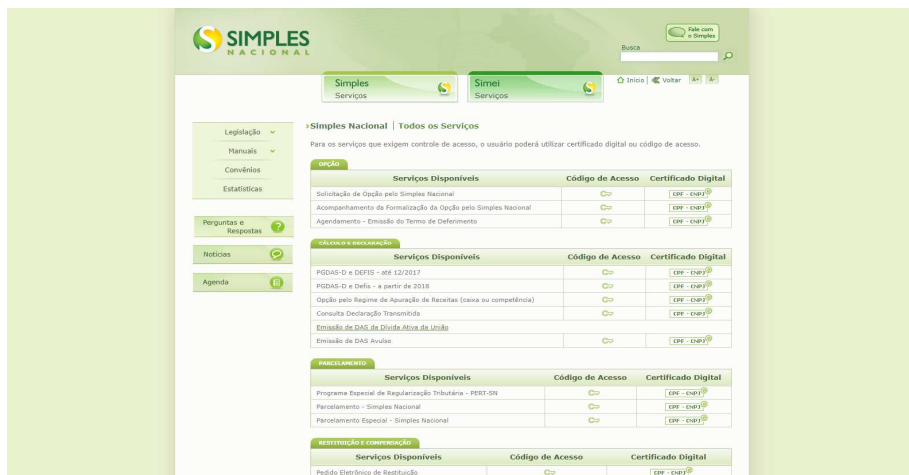 SIMPLES
NACIONAL
Fale com
o Simples
Busca
Simples
Serviços
Simei
Serviços
Início | Voltar A+ A-
Legislação
Manuais
Convênios
Estatísticas
Perguntas e
Respostas
Notícias
Agenda
Simples Nacional | Todos os Serviços
Para os serviços que exigem controle de acesso, o usuário poderá utilizar certificado digital ou código de acesso.
OPÇÃO
Serviços Disponíveis Código de Acesso Certificado Digital
Solicitação de Opção pelo Simples Nacional CPF - CNPJ
Acompanhamento da Formalização da Opção pelo Simples Nacional CPF - CNPJ
Agendamento - Emissão do Termo de Deferimento CPF - CNPJ
CÁLCULO E DECLARAÇÃO
Serviços Disponíveis Código de Acesso Certificado Digital
PGDAS-D e DEFIS - até 12/2017 CPF - CNPJ
PGDAS-D e Defis - a partir de 2018 CPF - CNPJ
Opção pelo Regime de Apuração de Receitas (caixa ou competência) CPF - CNPJ
Consulta Declaração Transmitida CPF - CNPJ
Emissão de DAS da Dívida Ativa da União
Emissão de DAS Avulso CPF - CNPJ
PARCELAMENTO
Serviços Disponíveis Código de Acesso Certificado Digital
Programa Especial de Regularização Tributária - PERT-SN CPF - CNPJ
Parcelamento - Simples Nacional CPF - CNPJ
Parcelamento Especial - Simples Nacional CPF - CNPJ
RESTITUIÇÃO E COMPENSAÇÃO
Serviços Disponíveis Código de Acesso Certificado Digital
Pedido Eletrônico de Restituição CPF - CNPJ